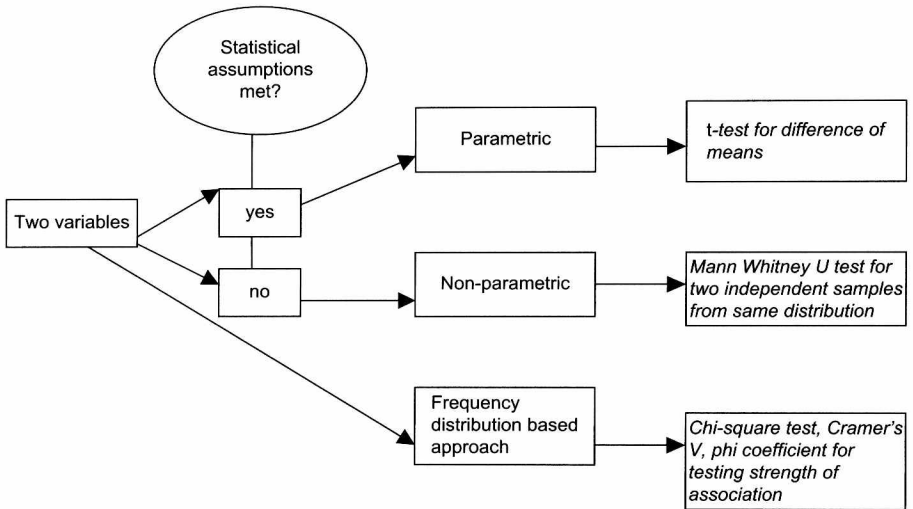 Statistical
assumptions
met?
Parametric
t-test for difference of
means
Two variables
yes
no
Non-parametric
Mann Whitney U test for
two independent samples
from same distribution
Frequency
distribution based
approach
Chi-square test, Cramer's
V, phi coefficient for
testing strength of
association